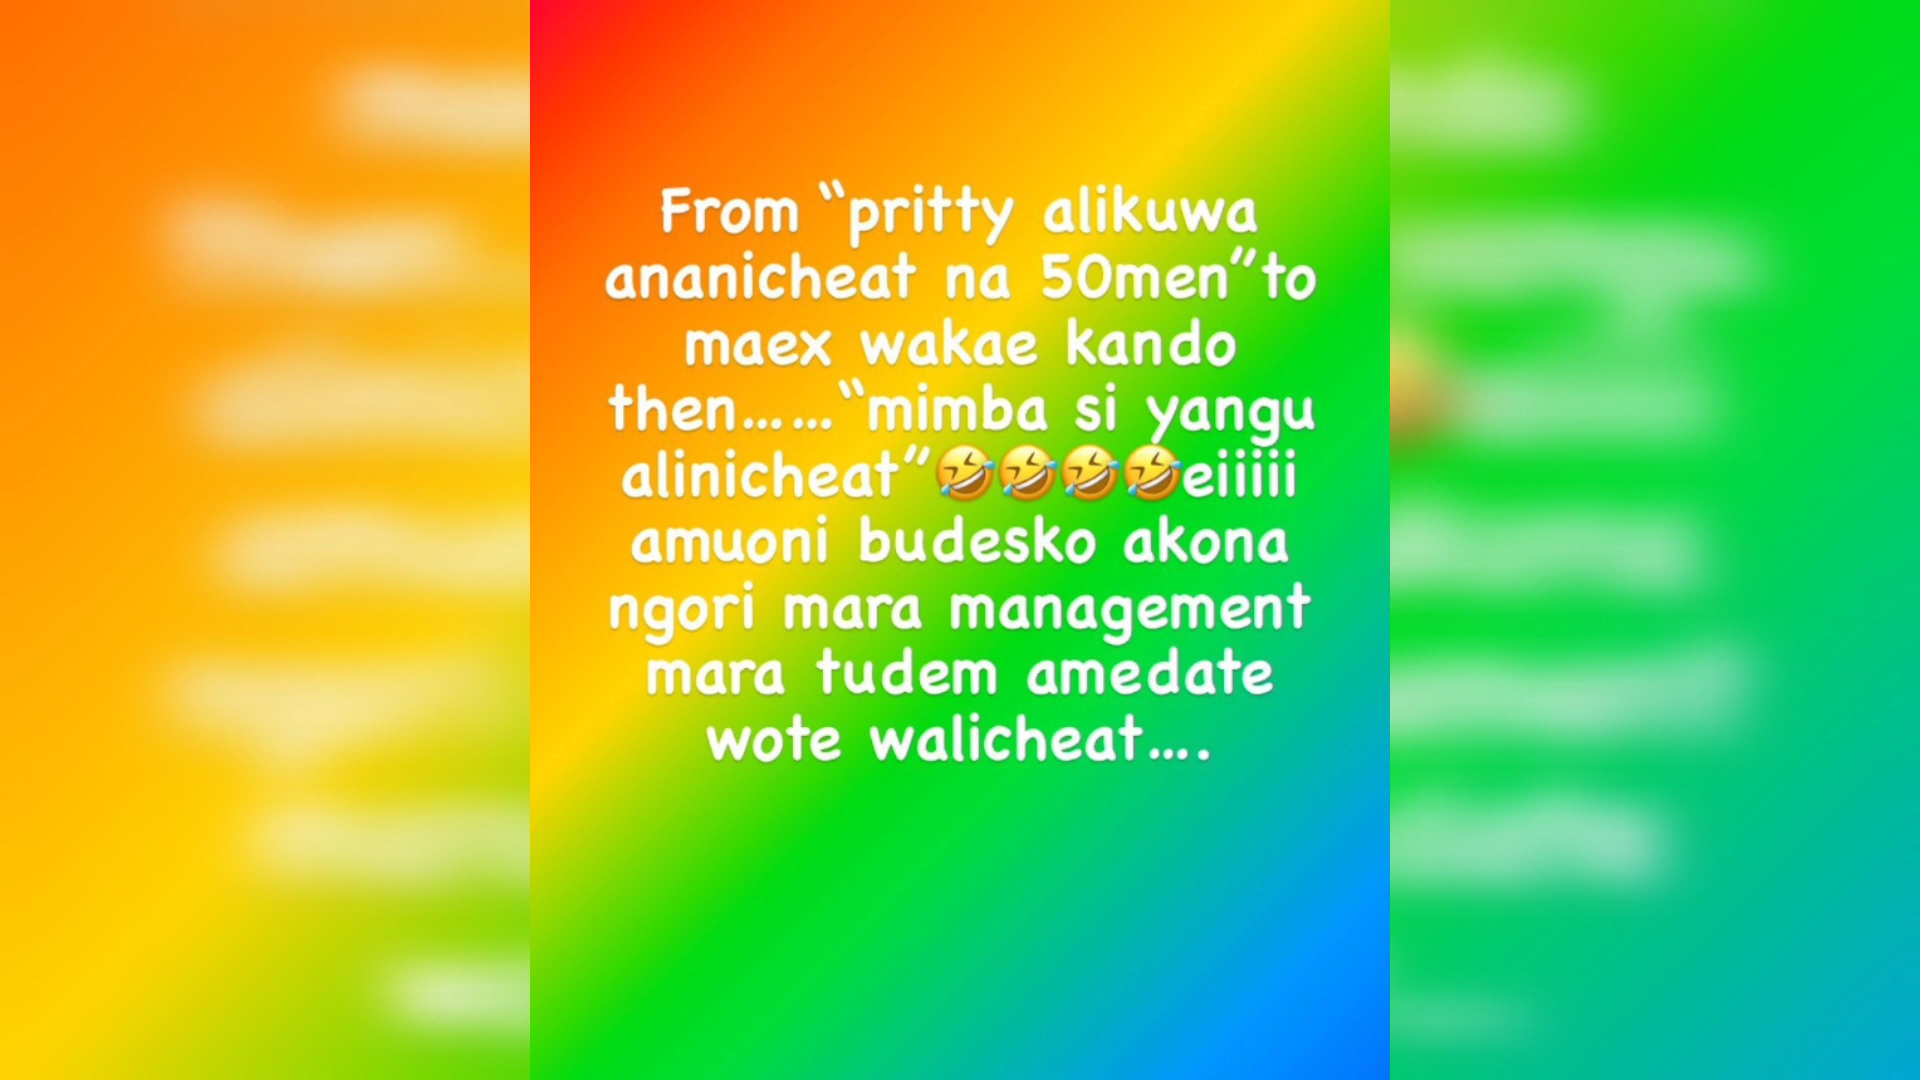 From “pritty alikuwa
ananicheat na 50men”to
maex wakae kando
then……“mimba si yangu
alinicheat”🤣🤣🤣🤣eiiiii
amuoni budesko akona
ngori mara management
mara tudem amedate
wote walicheat….